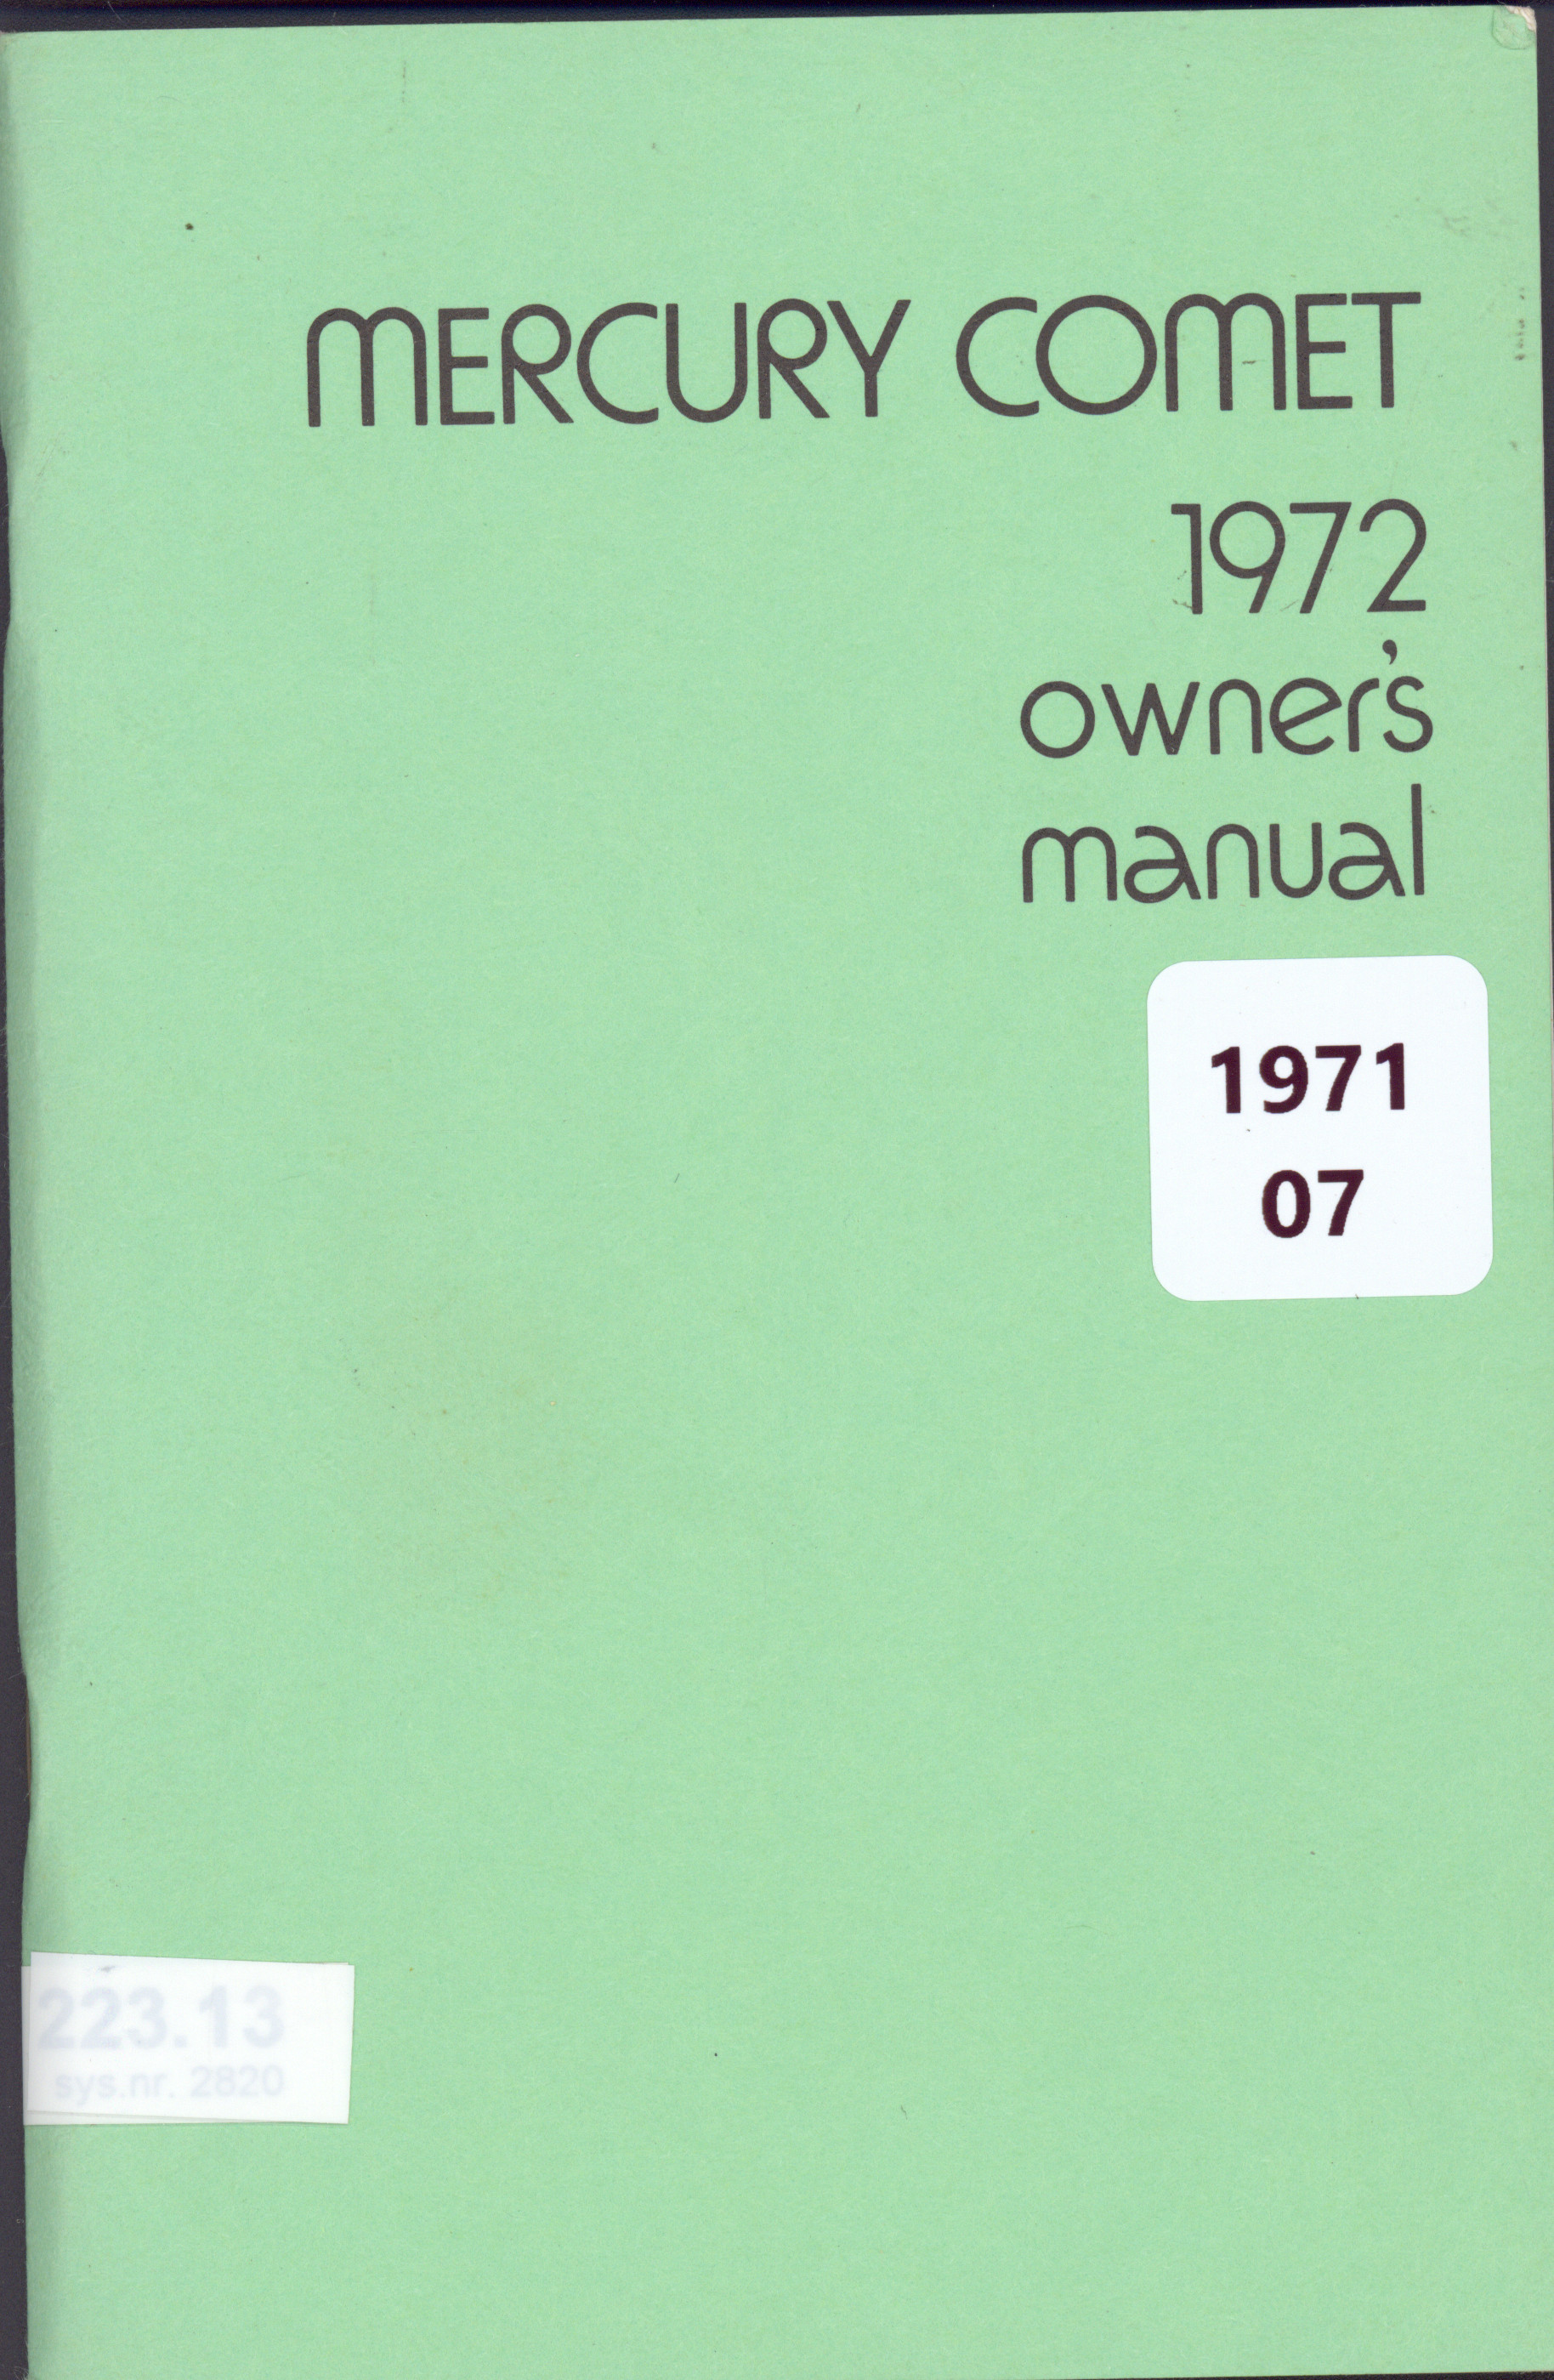 MERCURY COMET
1972
owner's
manual
1971
07
223.13
sys.nr. 2820